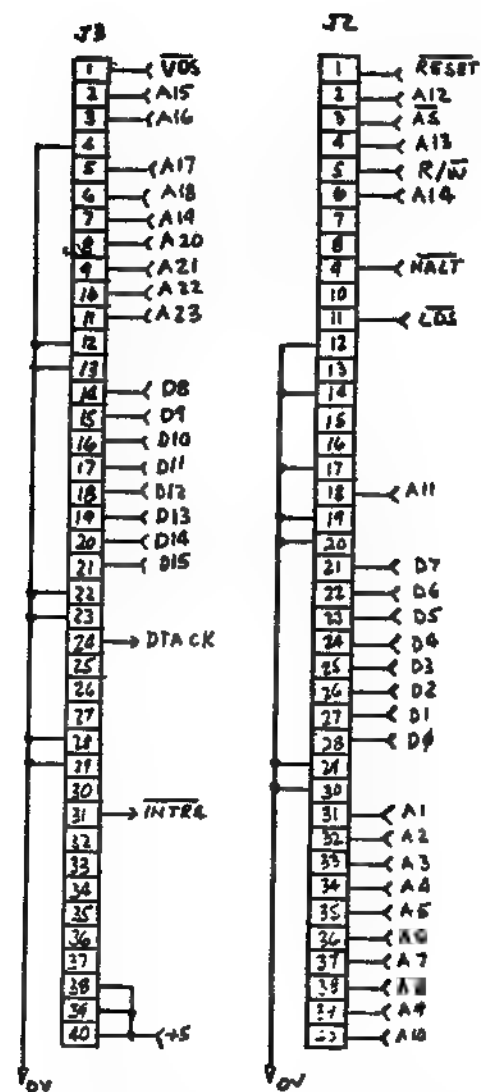 J3
1 VDS
2 A15
3 A16
4
5 A17
6 A18
7 A19
8 A20
9 A21
10 A22
11 A23
12
13
14 D8
15 D9
16 D10
17 D11
18 D12
19 D13
20 D14
21 D15
22
23
24 DTACK
25
26
27
28
29
30
31 INTRQ
32
33
34
35
36
37
38
39
40 +5
0V
J2
1 RESET
2 A12
3 AS
4 A13
5 R/W
6 A14
7
8
9 HALT
10
11 LDS
12
13
14
15
16
17
18 A11
19
20
21 D7
22 D6
23 D5
24 D4
25 D3
26 D2
27 D1
28 DØ
29
30
31 A1
32 A2
33 A3
34 A4
35 A5
36
37 A7
38
39 A9
40 A10
0V